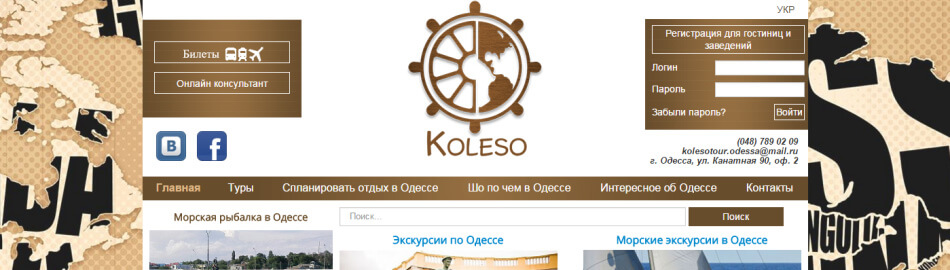 УКР
Билеты
Онлайн консультант
KOLESO
Регистрация для гостиниц и
заведений
Логин
Пароль
Забыли пароль?
Войти
(048) 789 02 09
kolesotour.odessa@mail.ru
г. Одесса, ул. Канатная 90, оф. 2
Главная
Туры
Спланировать отдых в Одессе
Шо по чем в Одессе
Интересное об Одессе
Контакты
Морская рыбалка в Одессе
Поиск...
Поиск
Экскурсии по Одессе
Морские экскурсии в Одессе